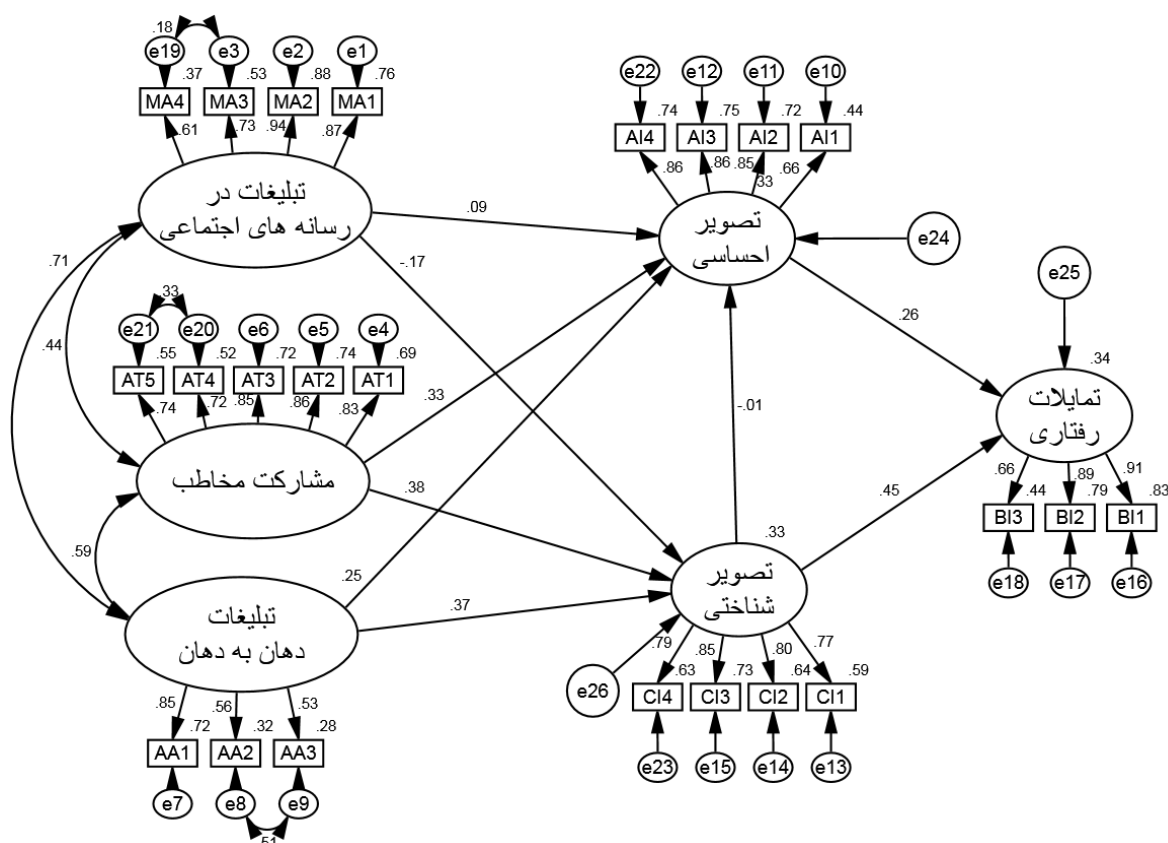 .18
e19 e3 e2 e1
.37 .53 .88 .76
MA4 MA3 MA2 MA1
.61 .73 .94 .87
تبلیغات در
رسانه های اجتماعی
e22 e12 e11 e10
.74 .75 .72 .44
AI4 AI3 AI2 AI1
.86 .86 .85 .66
.33
تصویر
احساسی
e24
.09
-.17
.71
.44
.59
.33
e21 e20 e6 e5 e4
.55 .52 .72 .74 .69
AT5 AT4 AT3 AT2 AT1
.74 .72 .85 .86 .83
مشارکت مخاطب
.33
.38
.25
.37
-.01
.26
.45
e25
.34
تمایلات
رفتاری
.66 .89 .91
.44 .79 .83
BI3 BI2 BI1
e18 e17 e16
تبلیغات
دهان به دهان
.85 .56 .53
.72 .32 .28
AA1 AA2 AA3
e7 e8 e9
.51
.33
تصویر
شناختی
e26
.79 .85 .80 .77
.63 .73 .64 .59
CI4 CI3 CI2 CI1
e23 e15 e14 e13